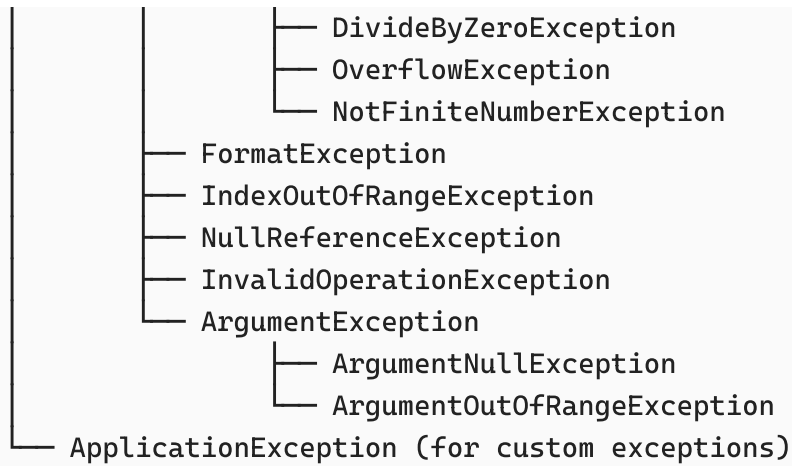 DivideByZeroException
OverflowException
NotFiniteNumberException
FormatException
IndexOutOfRangeException
NullReferenceException
InvalidOperationException
ArgumentException
ArgumentNullException
ArgumentOutOfRangeException
ApplicationException (for custom exceptions)